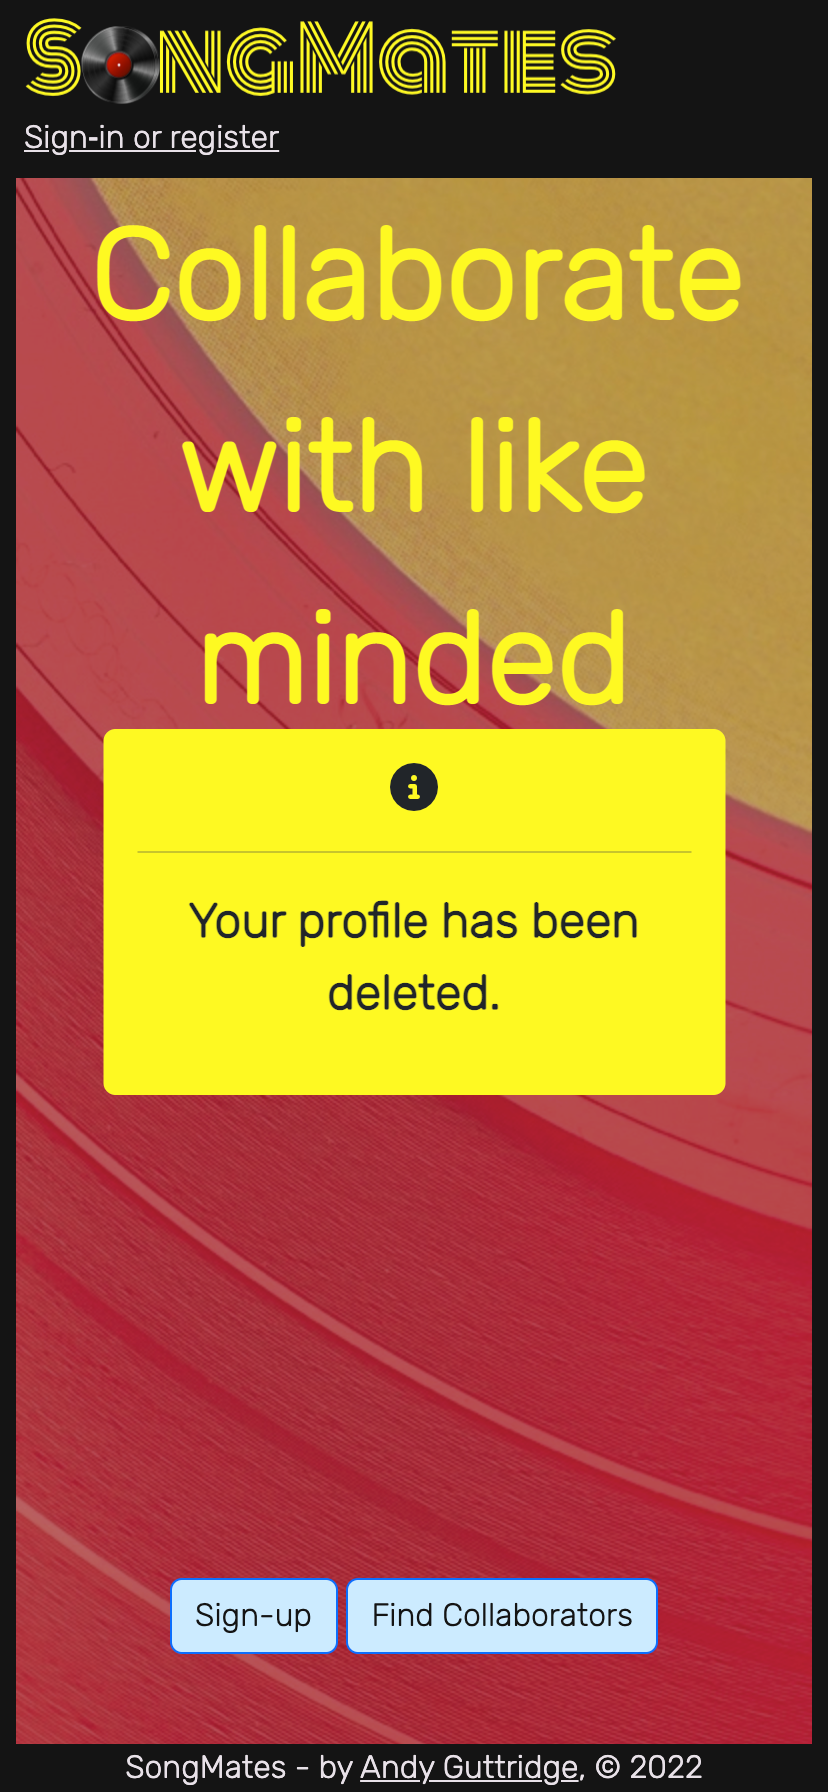 SongMates
Sign-in or register
Collaborate
with like
minded
Your profile has been
deleted.
Sign-up
Find Collaborators
SongMates - by Andy Guttridge, © 2022